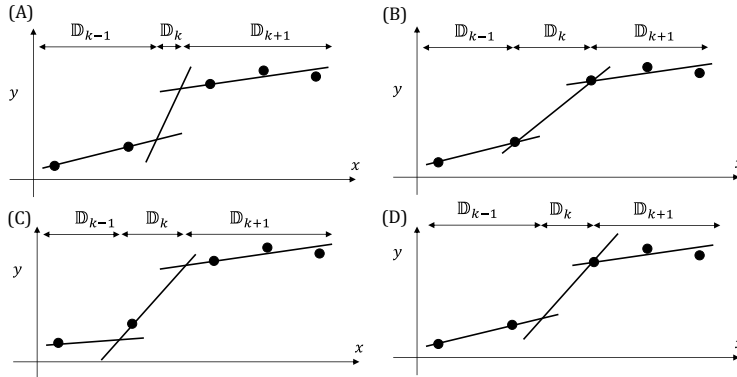 (A)
𝔻ₖ₋₁ 𝔻ₖ 𝔻ₖ₊₁
y
x
(B)
𝔻ₖ₋₁ 𝔻ₖ 𝔻ₖ₊₁
y
x
(C)
𝔻ₖ₋₁ 𝔻ₖ 𝔻ₖ₊₁
y
x
(D)
𝔻ₖ₋₁ 𝔻ₖ 𝔻ₖ₊₁
y
x